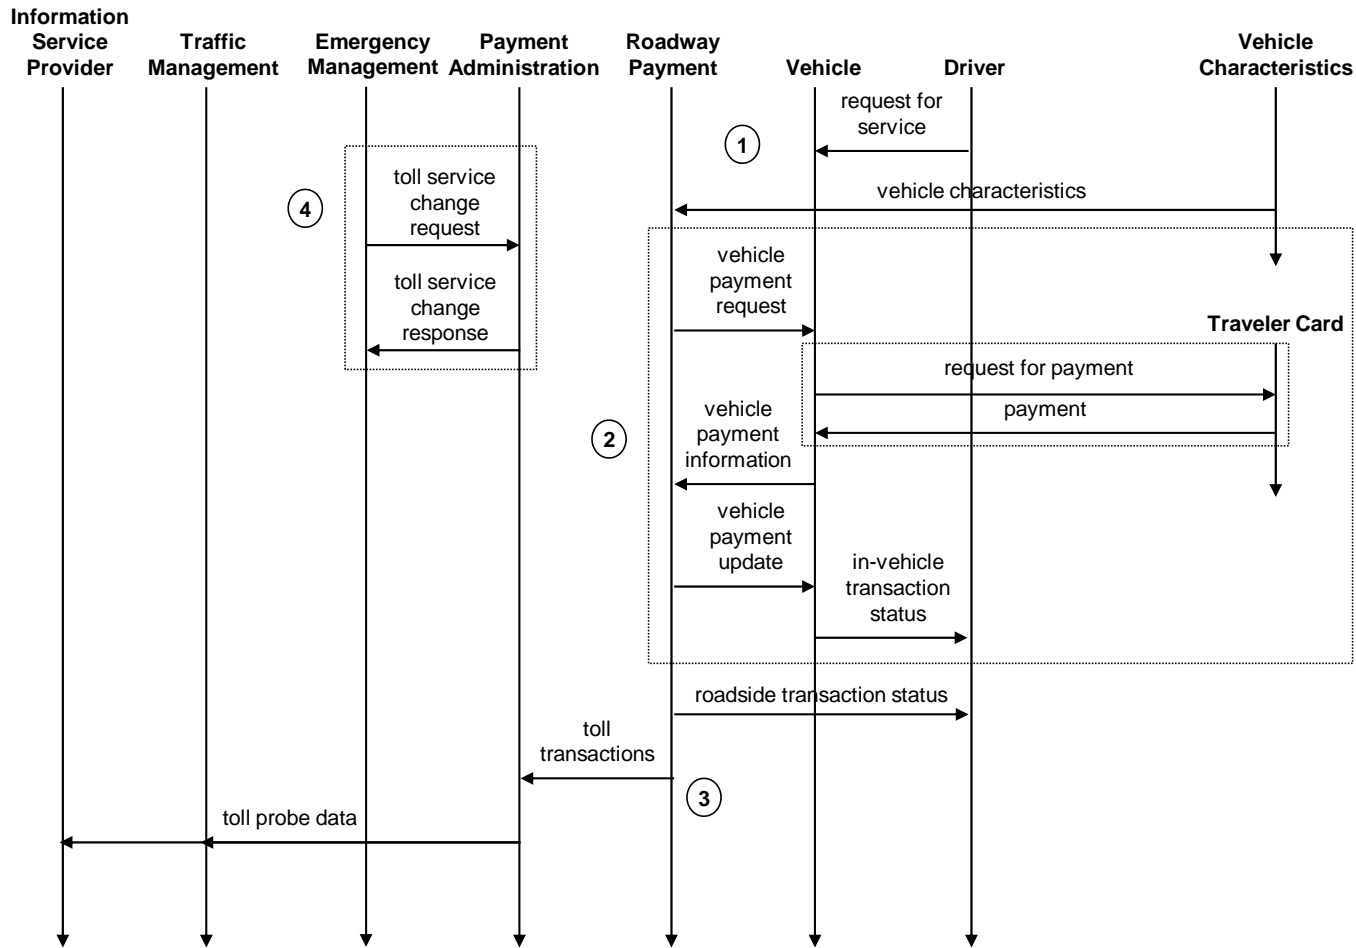 Information
Service
Provider
Traffic
Management
Emergency
Management
Payment
Administration
Roadway
Payment
Vehicle
Driver
Vehicle
Characteristics
request for
service
1
vehicle characteristics
4
toll service
change
request
toll service
change
response
vehicle
payment
request
Traveler Card
request for payment
payment
2
vehicle
payment
information
vehicle
payment
update
in-vehicle
transaction
status
roadside transaction status
toll
transactions
3
toll probe data